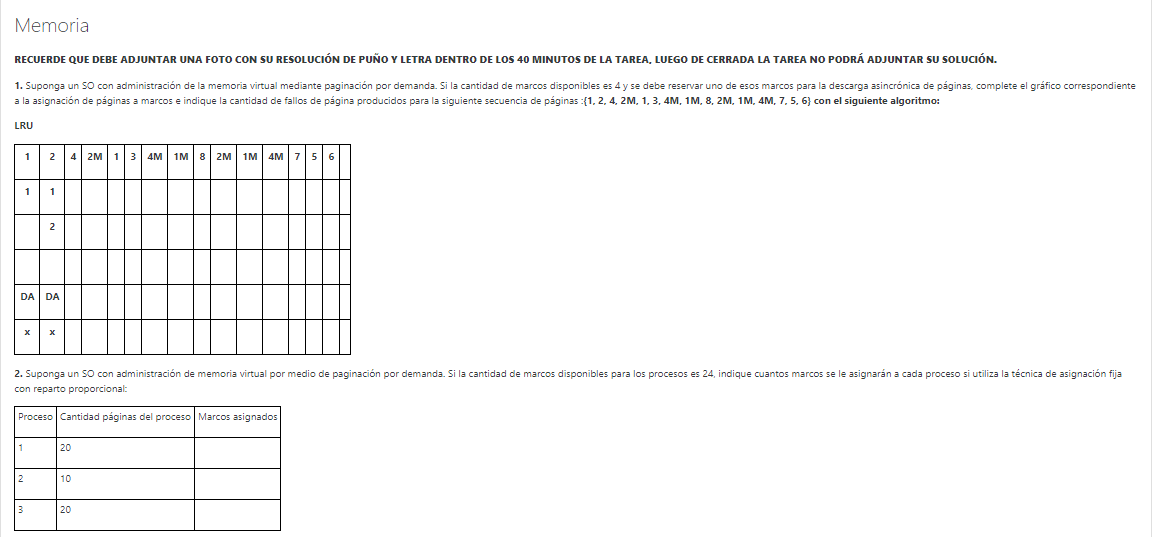 Memoria
RECUERDE QUE DEBE ADJUNTAR UNA FOTO CON SU RESOLUCIÓN DE PUÑO Y LETRA DENTRO DE LOS 40 MINUTOS DE LA TAREA, LUEGO DE CERRADA LA TAREA NO PODRÁ ADJUNTAR SU SOLUCIÓN.
1. Suponga un SO con administración de la memoria virtual mediante paginación por demanda. Si la cantidad de marcos disponibles es 4 y se debe reservar uno de esos marcos para la descarga asincrónica de páginas, complete el gráfico correspondiente
a la asignación de páginas a marcos e indique la cantidad de fallos de página producidos para la siguiente secuencia de páginas :{1, 2, 4, 2M, 1, 3, 4M, 1M, 8, 2M, 1M, 4M, 7, 5, 6} con el siguiente algoritmo:
LRU
1 2 4 2M 1 3 4M 1M 8 2M 1M 4M 7 5 6
1 1
2
DA DA
x x
2. Suponga un SO con administración de memoria virtual por medio de paginación por demanda. Si la cantidad de marcos disponibles para los procesos es 24, indique cuantos marcos se le asignarán a cada proceso si utiliza la técnica de asignación fija
con reparto proporcional:
Proceso Cantidad páginas del proceso Marcos asignados
1 20
2 10
3 20